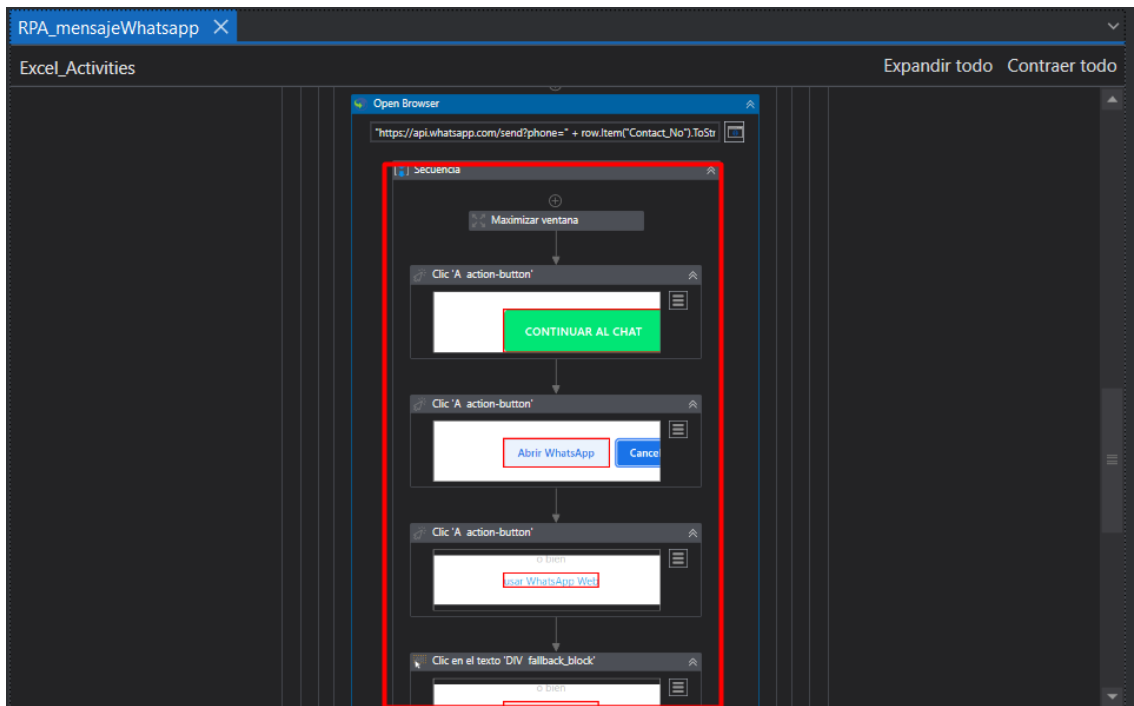 RPA_mensajeWhatsapp
Excel_Activities
Expandir todo Contraer todo
Open Browser
"https://api.whatsapp.com/send?phone=" + row.Item("Contact_No").ToStr
Secuencia
Maximizar ventana
Clic 'A action-button'
CONTINUAR AL CHAT
Clic 'A action-button'
Abrir WhatsApp Cancel
Clic 'A action-button'
o bien
usar WhatsApp Web
Clic en el texto 'DIV fallback_block'
o bien